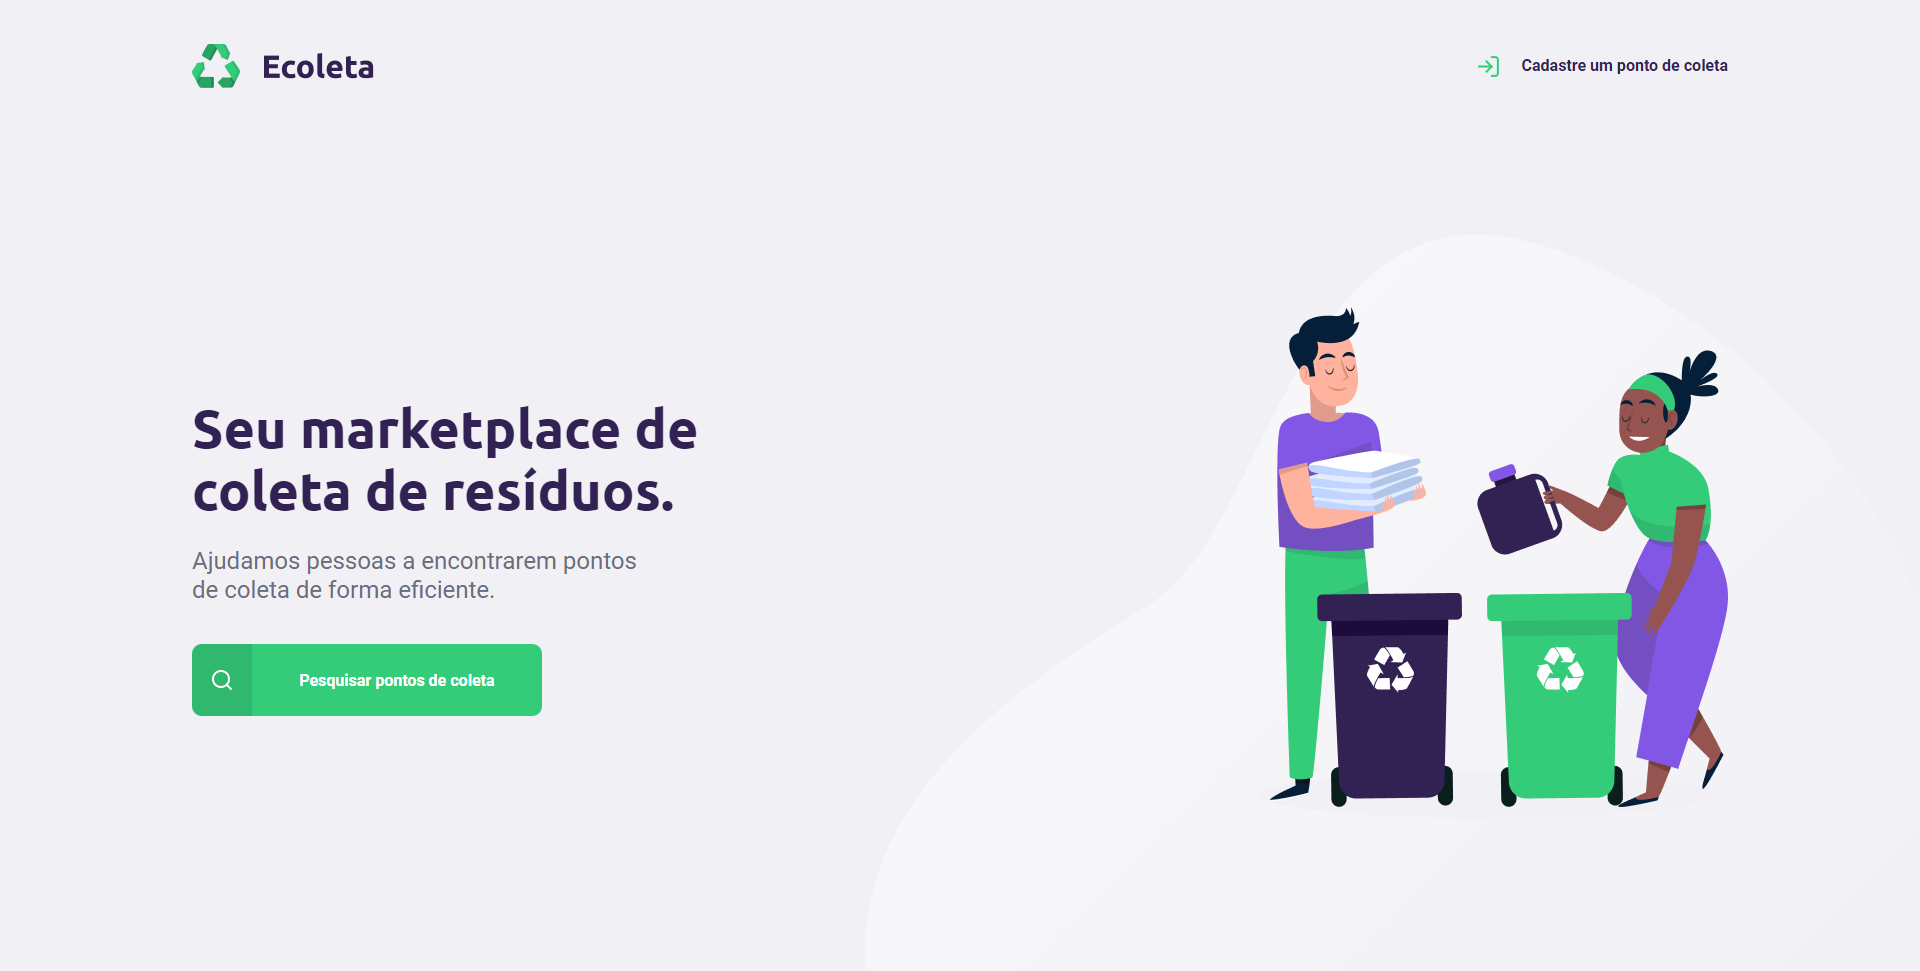 Ecoleta
Cadastre um ponto de coleta
Seu marketplace de
coleta de resíduos.
Ajudamos pessoas a encontrarem pontos
de coleta de forma eficiente.
Pesquisar pontos de coleta